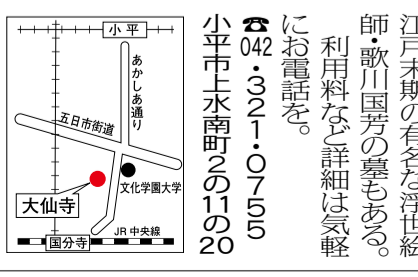 江戸末期の有名な浮世絵
師・歌川国芳の墓もある。
利用料など詳細は気軽
にお電話を。
☎042・321・0755
小平市上水南町2の11の20
小平
あかしあ通り
五日市街道
文化学園大学
大仙寺
JR中央線
国分寺